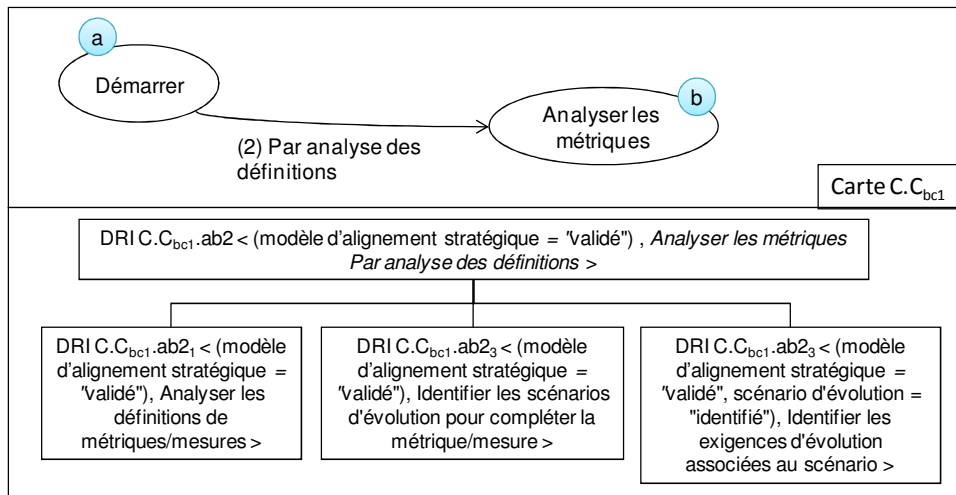 a
Démarrer
b
Analyser les
métriques
(2) Par analyse des
définitions
Carte C.Cbc1
DRI C.Cbc1.ab2 < (modèle d'alignement stratégique = "validé") , Analyser les métriques
Par analyse des définitions >
DRI C.Cbc1.ab21 < (modèle
d'alignement stratégique =
"validé"), Analyser les
définitions de
métriques/mesures >
DRI C.Cbc1.ab23 < (modèle
d'alignement stratégique =
"validé"), Identifier les scénarios
d'évolution pour compléter la
métrique/mesure >
DRI C.Cbc1.ab23 < (modèle
d'alignement stratégique =
"validé", scénario d'évolution =
"identifié"), Identifier les
exigences d'évolution
associées au scénario >